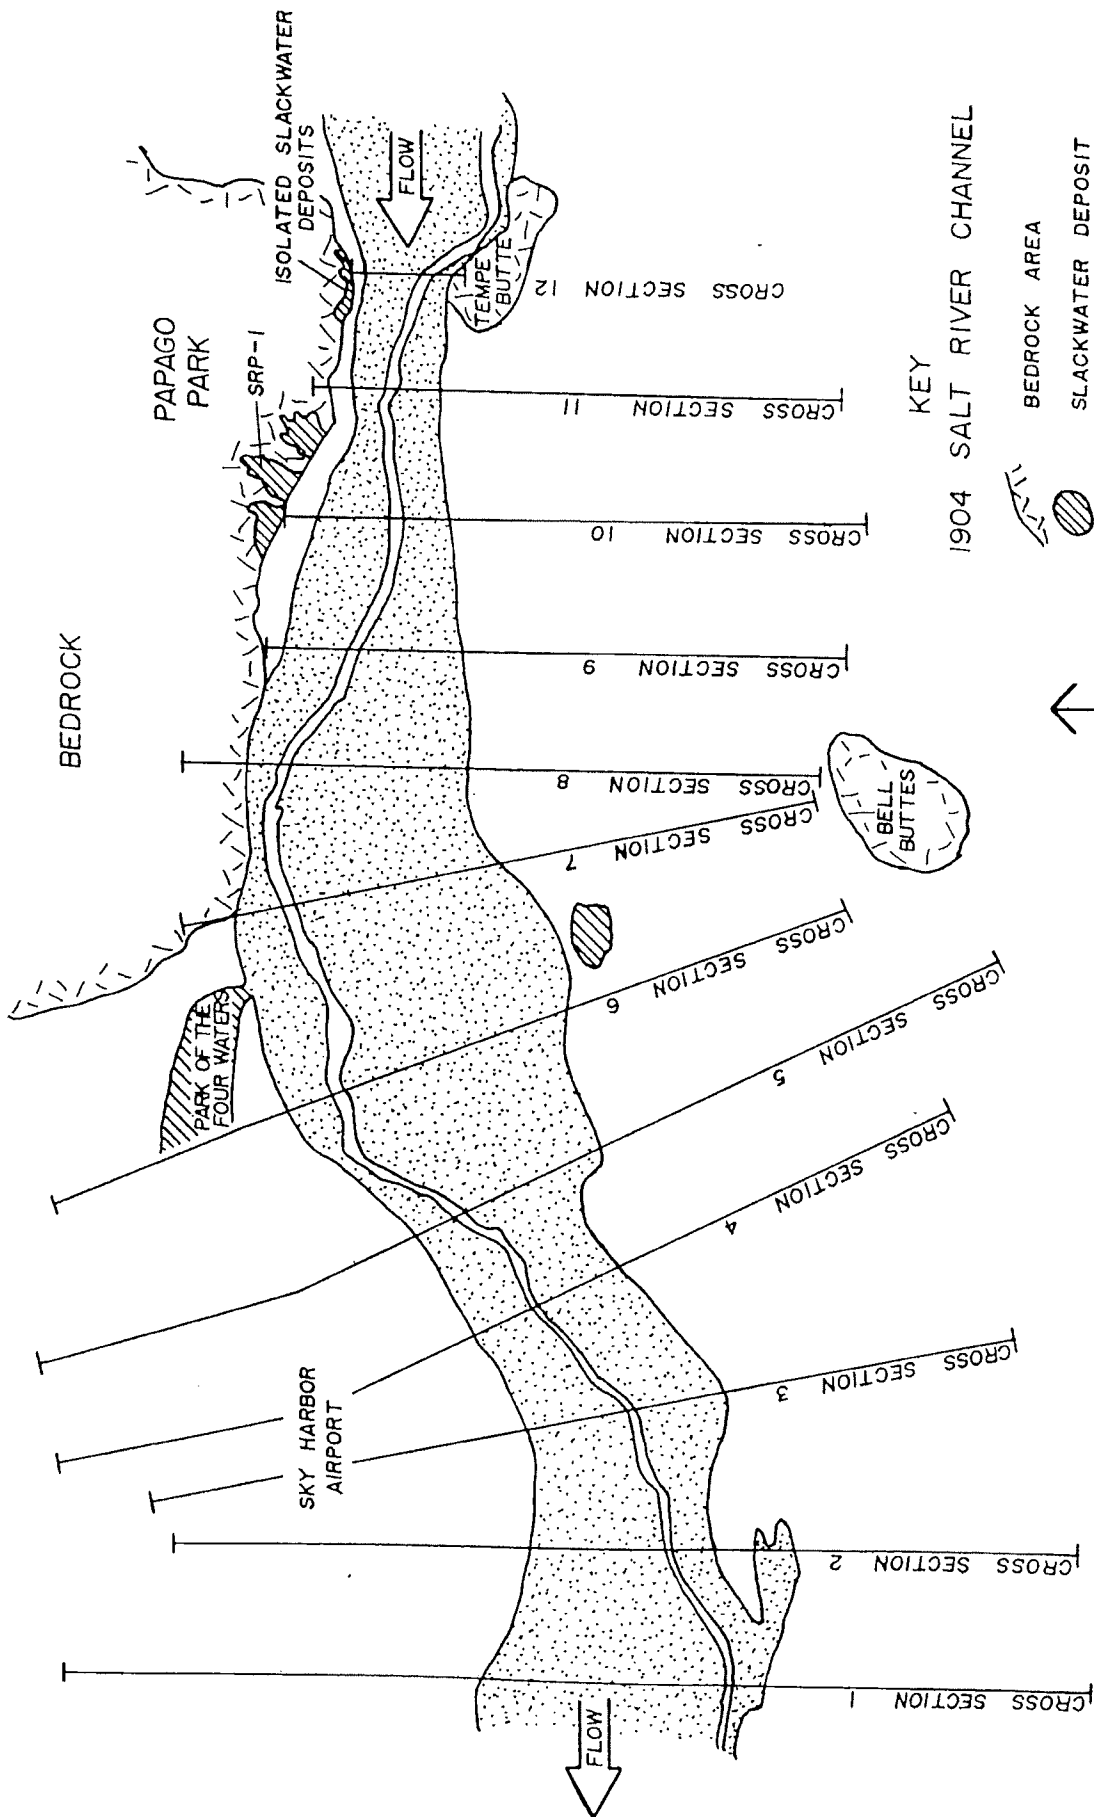 BEDROCK
PAPAGO
PARK
SRP-1
ISOLATED SLACKWATER
DEPOSITS
FLOW
TEMPE
BUTTE
PARK OF THE
FOUR WATERS
SKY HARBOR
AIRPORT
FLOW
BELL
BUTTES
CROSS SECTION 1
CROSS SECTION 2
CROSS SECTION 3
CROSS SECTION 4
CROSS SECTION 5
CROSS SECTION 6
CROSS SECTION 7
CROSS SECTION 8
CROSS SECTION 9
CROSS SECTION 10
CROSS SECTION 11
CROSS SECTION 12
KEY
1904 SALT RIVER CHANNEL
BEDROCK AREA
SLACKWATER DEPOSIT